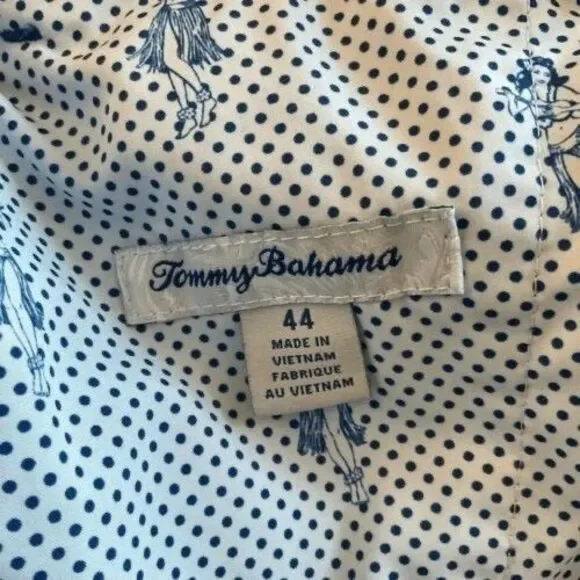 Tommy Bahama
44
MADE IN
VIETNAM
FABRIQUE
AU VIETNAM